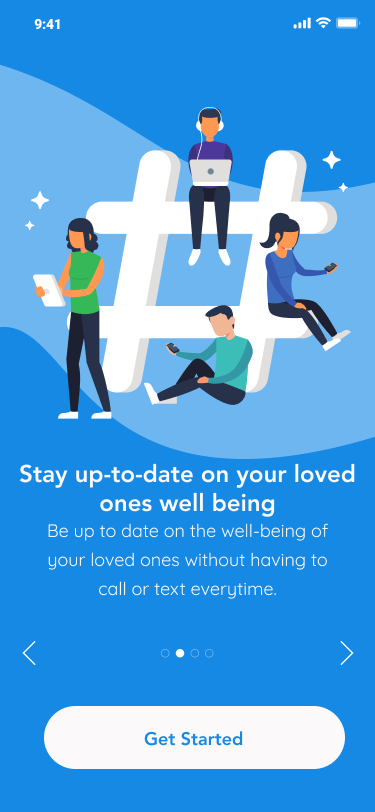 9:41
#
Stay up-to-date on your loved
ones well being
Be up to date on the well-being of
your loved ones without having to
call or text everytime.
Get Started